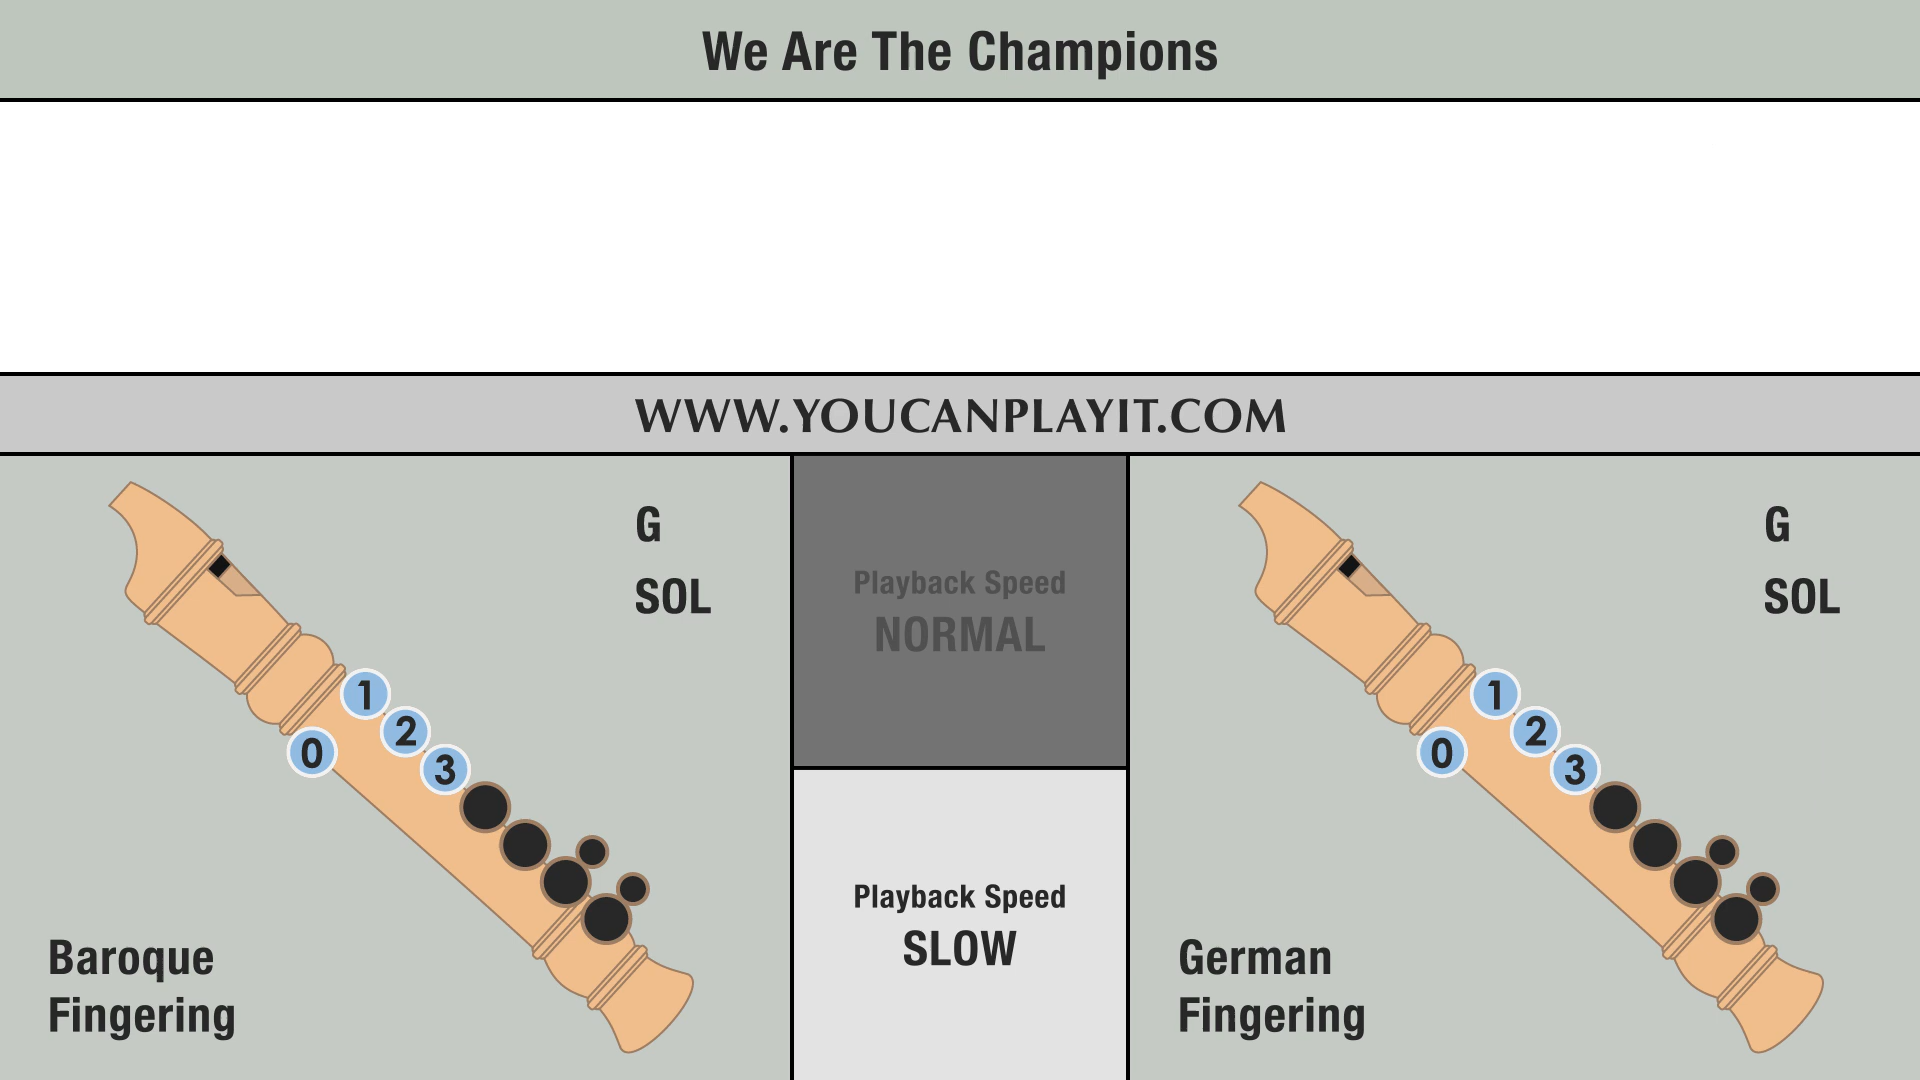 We Are The Champions
WWW.YOUCANPLAYIT.COM
G
SOL
1
2
3
0
Baroque
Fingering
Playback Speed
NORMAL
Playback Speed
SLOW
G
SOL
1
2
3
0
German
Fingering